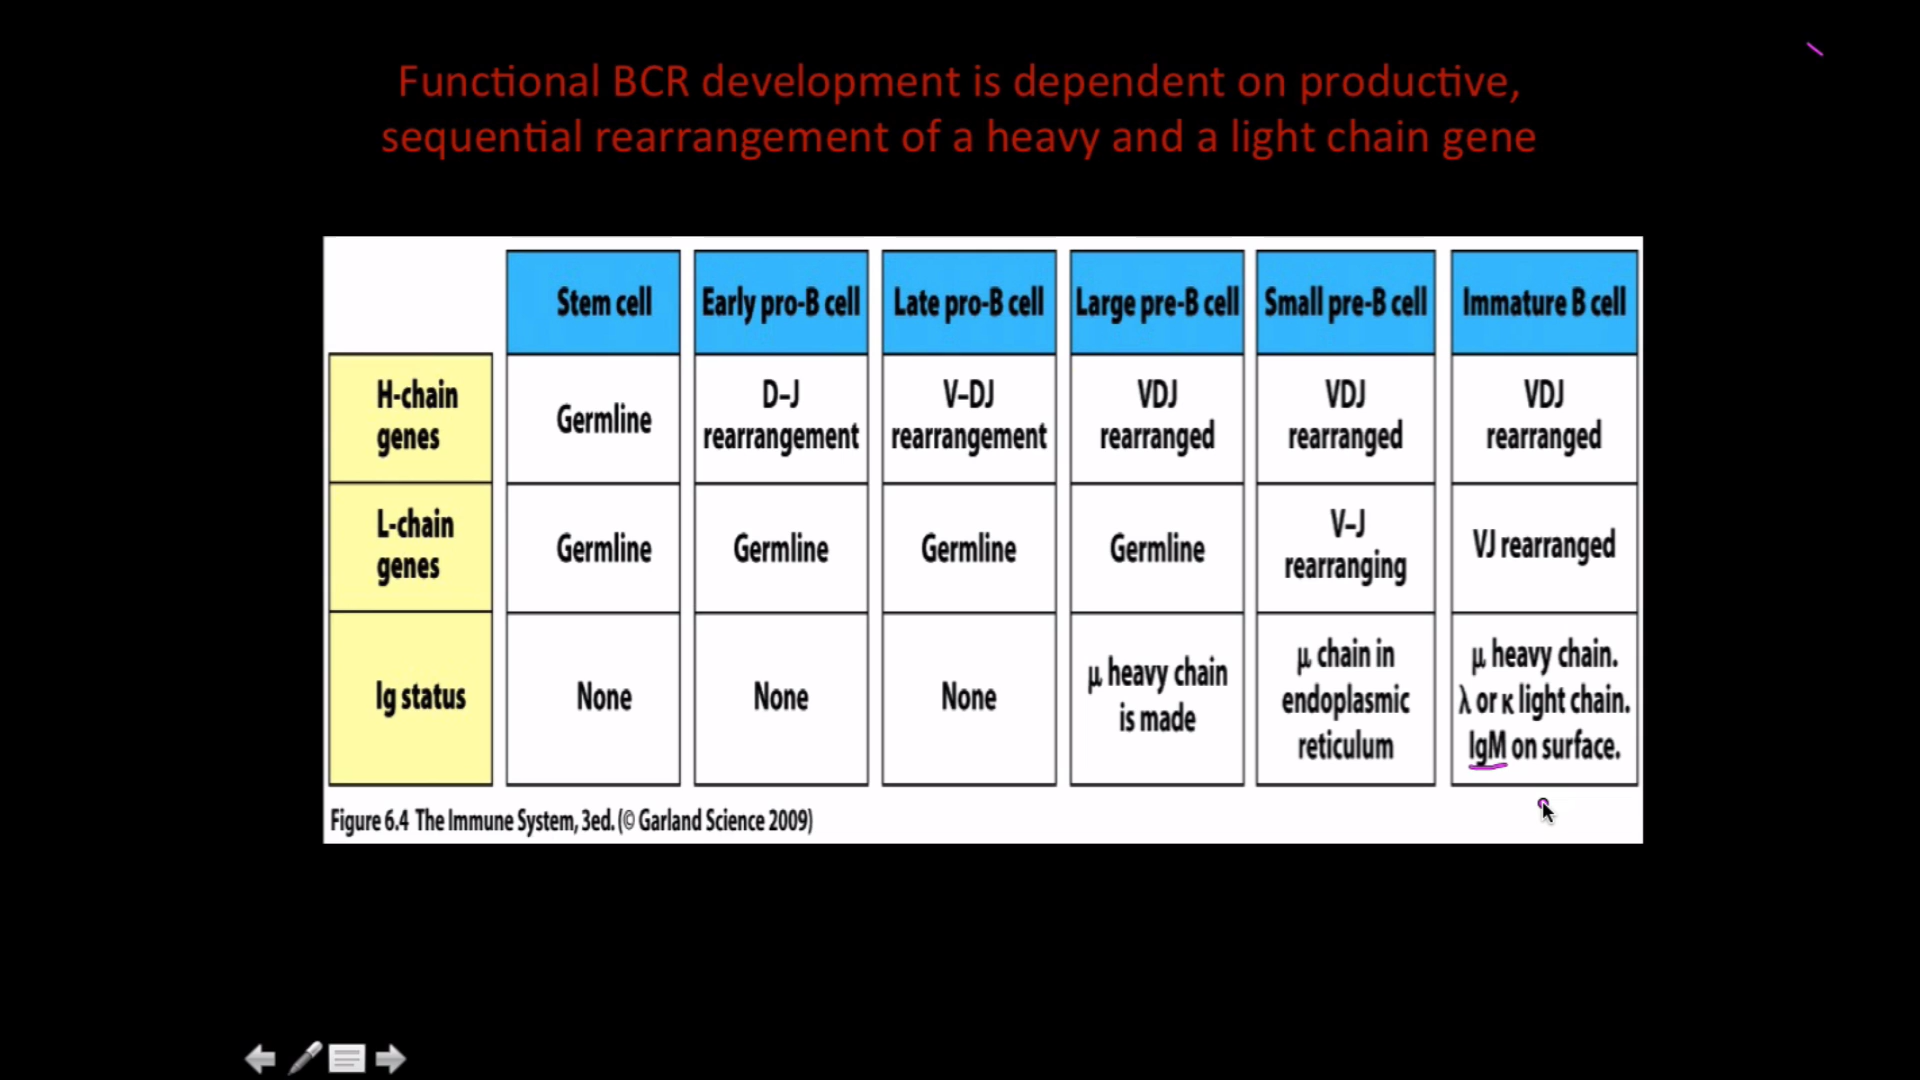 Functional BCR development is dependent on productive,
sequential rearrangement of a heavy and a light chain gene
Stem cell
Early pro-B cell
Late pro-B cell
Large pre-B cell
Small pre-B cell
Immature B cell
H-chain
genes
Germline
D–J
rearrangement
V–DJ
rearrangement
VDJ
rearranged
VDJ
rearranged
VDJ
rearranged
L-chain
genes
Germline
Germline
Germline
Germline
V–J
rearranging
VJ rearranged
Ig status
None
None
None
μ heavy chain
is made
μ chain in
endoplasmic
reticulum
μ heavy chain.
λ or κ light chain.
IgM on surface.
Figure 6.4 The Immune System, 3ed. (© Garland Science 2009)